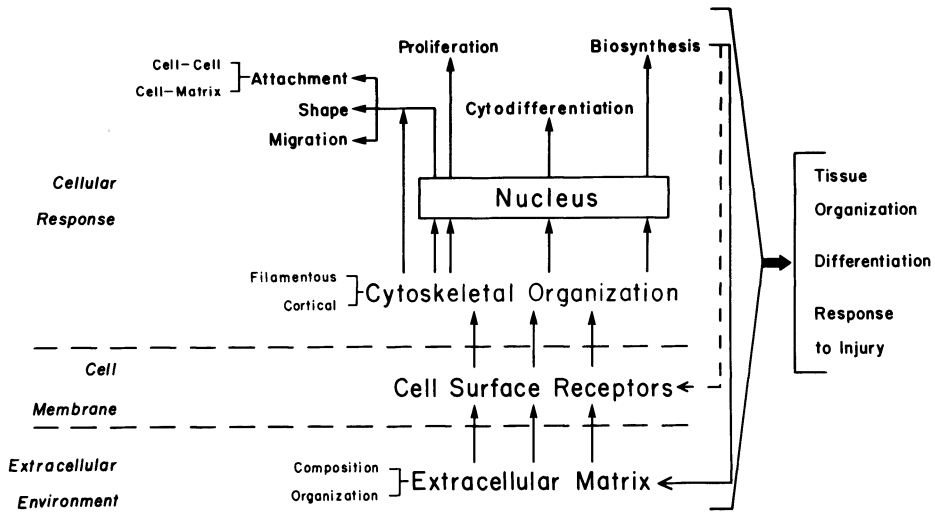 Proliferation
Biosynthesis
Cell-Cell
Cell-Matrix
Attachment
Shape
Migration
Cytodifferentiation
Cellular
Response
Nucleus
Filamentous
Cortical
Cytoskeletal Organization
Cell
Membrane
Cell Surface Receptors
Extracellular
Environment
Composition
Organization
Extracellular Matrix
Tissue
Organization
Differentiation
Response
to Injury